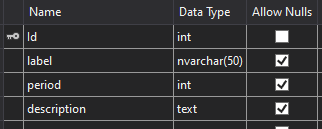 Name Data Type Allow Nulls
Id int
label nvarchar(50)
period int
description text